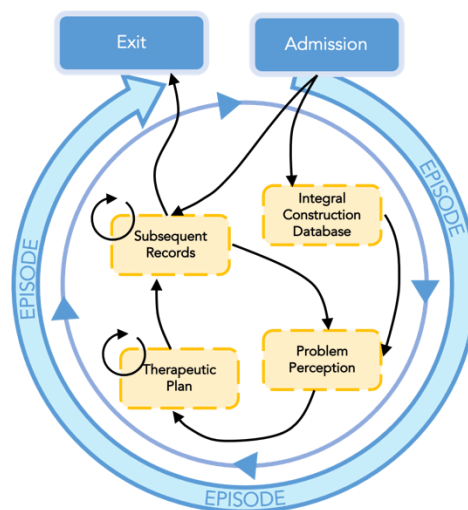 Exit
Admission
EPISODE
Integral
Construction
Database
Subsequent
Records
EPISODE
Problem
Perception
Therapeutic
Plan
EPISODE